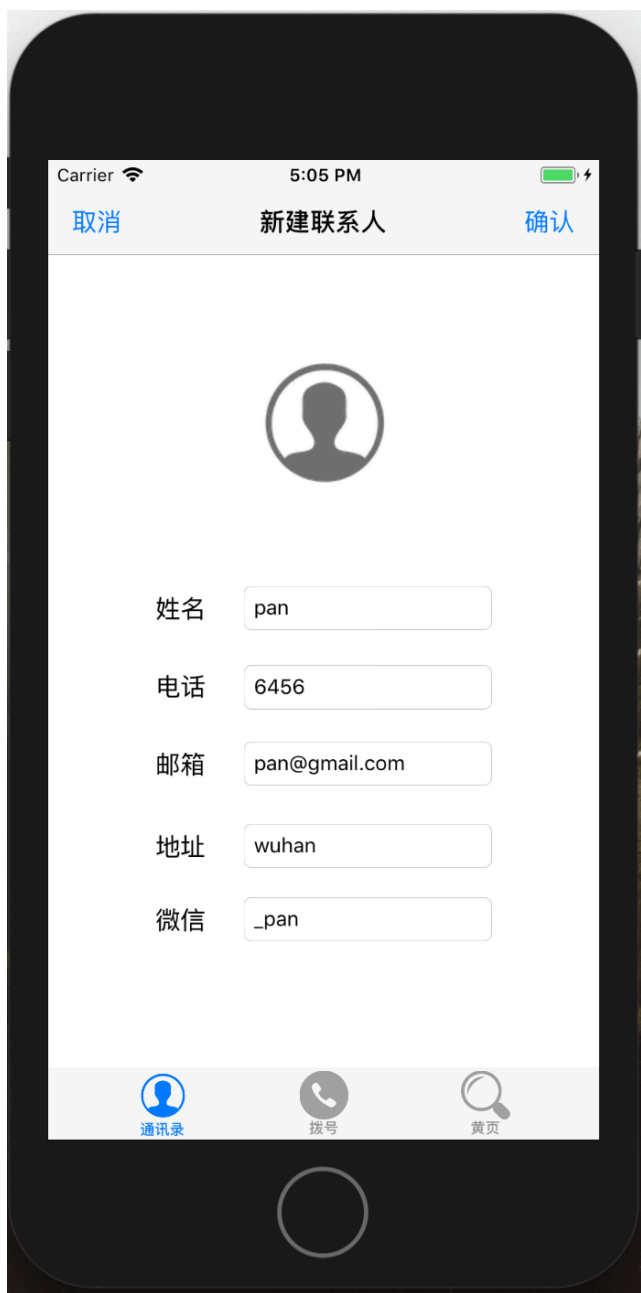 Carrier 5:05 PM
取消 新建联系人 确认
姓名 pan
电话 6456
邮箱 pan@gmail.com
地址 wuhan
微信 _pan
通讯录 拨号 黄页